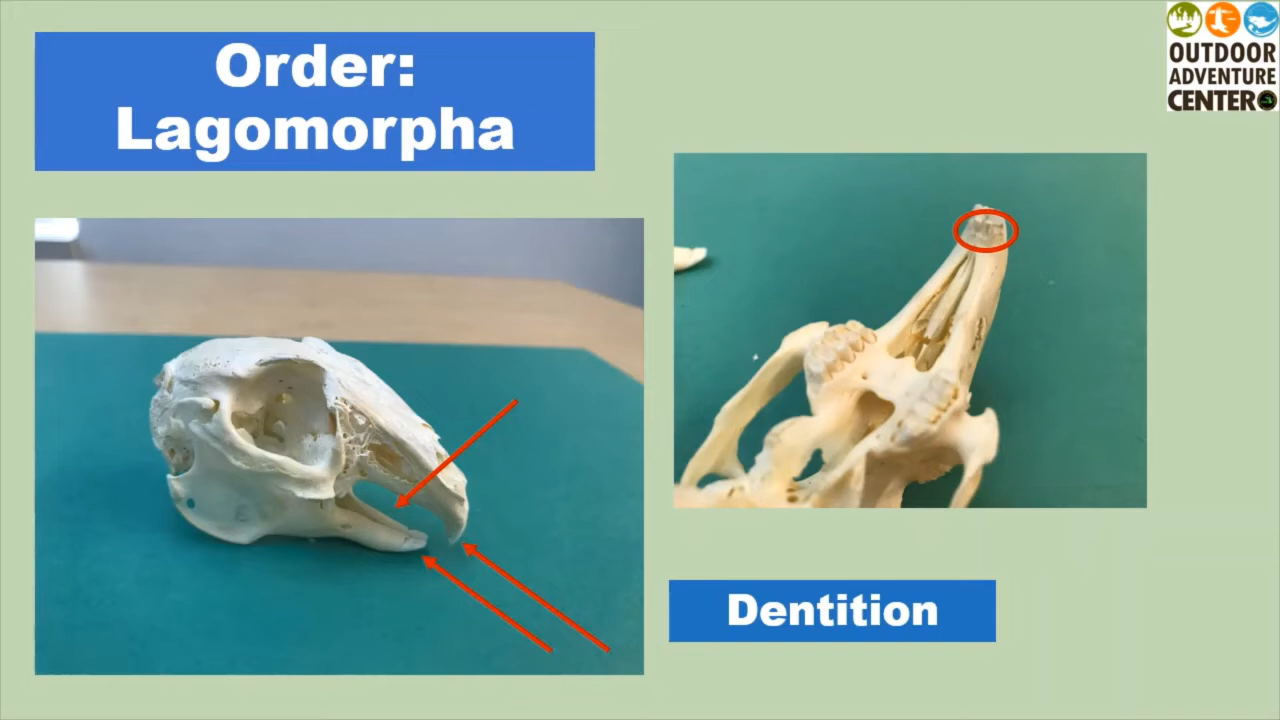 Order:
Lagomorpha
OUTDOOR
ADVENTURE
CENTER
Dentition